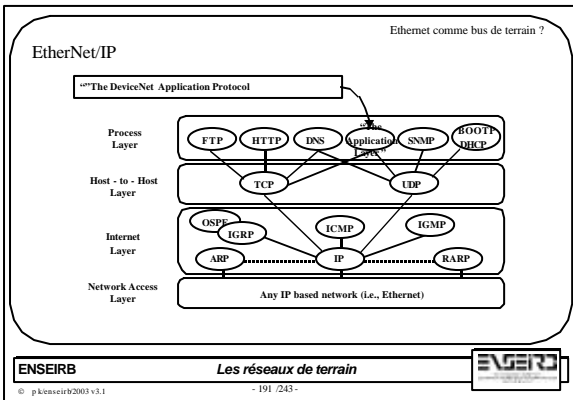 Ethernet comme bus de terrain ?
EtherNet/IP
“”The DeviceNet Application Protocol
Process
Layer
FTP
HTTP
DNS
“The
Application
Layer”
SNMP
BOOTP
DHCP
Host - to - Host
Layer
TCP
UDP
Internet
Layer
OSPF
IGRP
ICMP
IGMP
ARP
IP
RARP
Network Access
Layer
Any IP based network (i.e., Ethernet)
ENSEIRB
Les réseaux de terrain
ENSEIRB
© pk/enseirb/2003 v3.1
- 191 /243 -